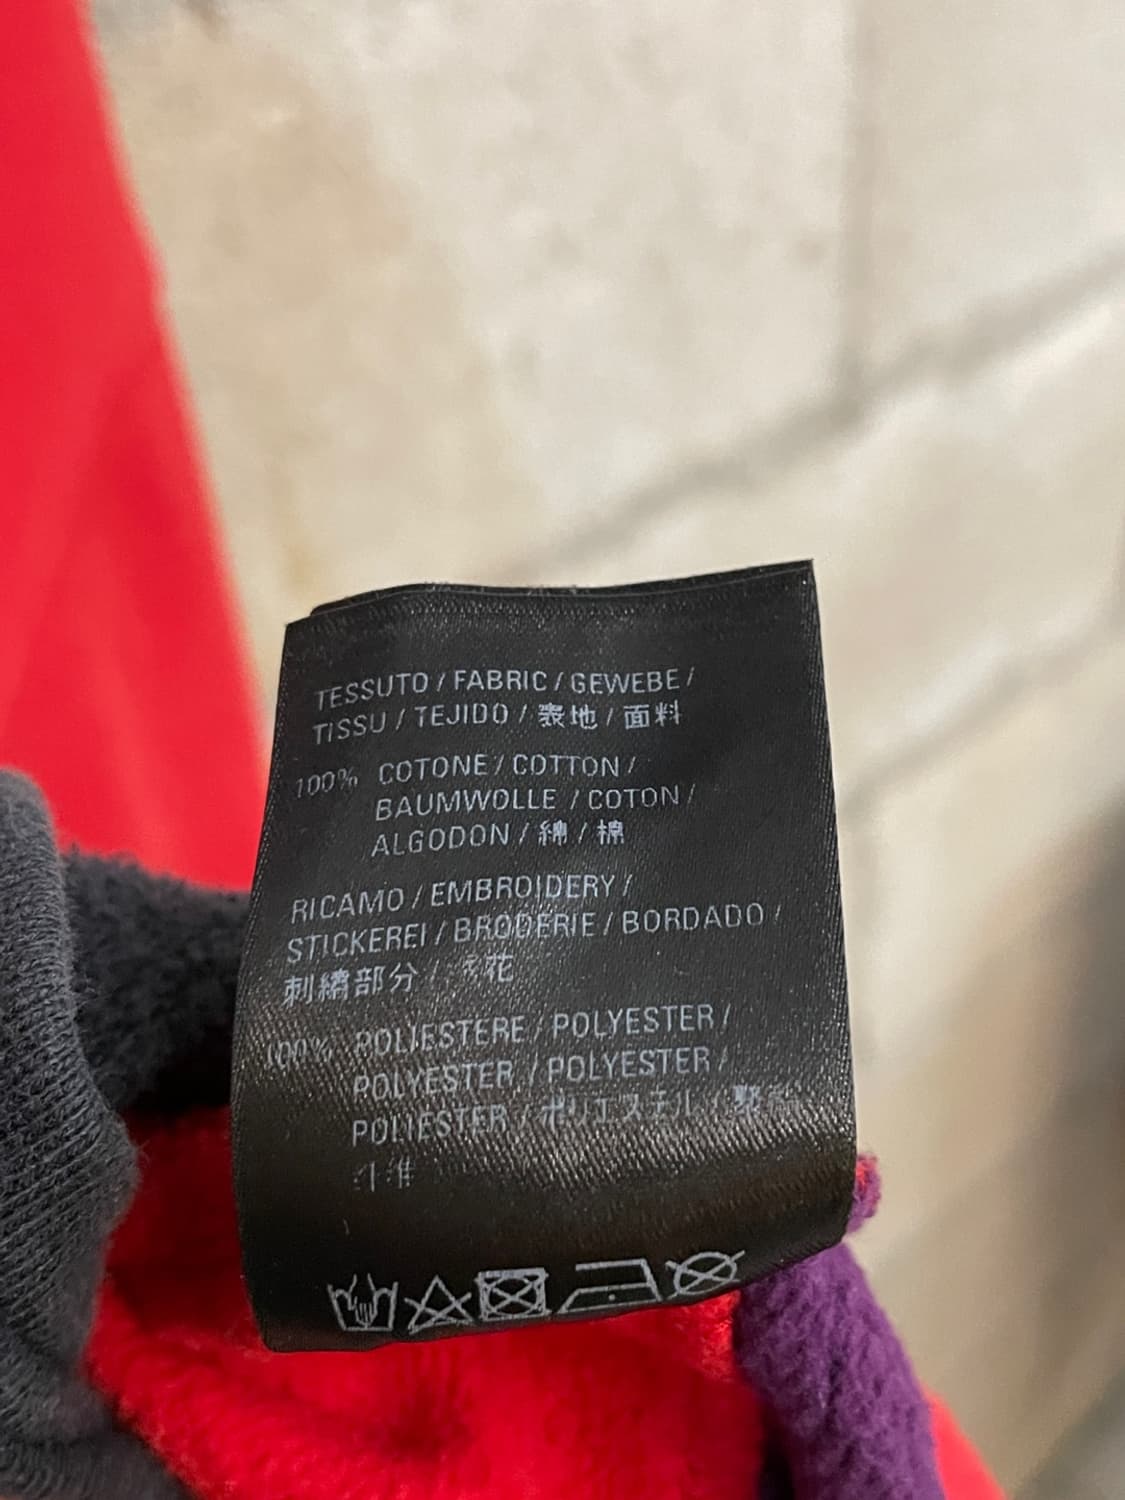 TESSUTO / FABRIC / GEWEBE /
TISSU / TEJIDO / 表地 / 面料
100% COTONE / COTTON /
BAUMWOLLE / COTON /
ALGODON / 綿 / 棉
RICAMO / EMBROIDERY /
STICKEREI / BRODERIE / BORDADO /
刺繍部分 / 花
100% POLIESTERE / POLYESTER /
POLYESTER / POLYESTER /
POLIESTER / ポリエステル /